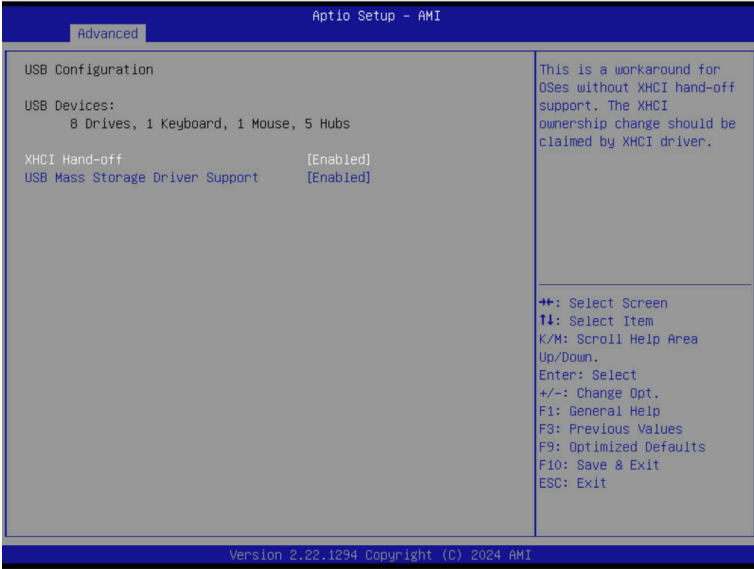 Aptio Setup – AMI
Advanced
USB Configuration
USB Devices:
8 Drives, 1 Keyboard, 1 Mouse, 5 Hubs
XHCI Hand-off [Enabled]
USB Mass Storage Driver Support [Enabled]
This is a workaround for
OSes without XHCI hand-off
support. The XHCI
ownership change should be
claimed by XHCI driver.
→←: Select Screen
↑↓: Select Item
K/M: Scroll Help Area
Up/Down.
Enter: Select
+/-: Change Opt.
F1: General Help
F3: Previous Values
F9: Optimized Defaults
F10: Save & Exit
ESC: Exit
Version 2.22.1294 Copyright (C) 2024 AMI